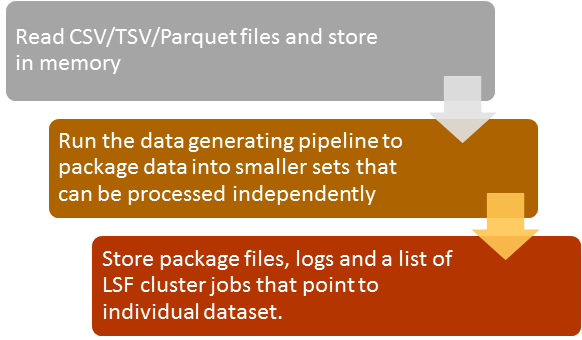 Read CSV/TSV/Parquet files and store
in memory
Run the data generating pipeline to
package data into smaller sets that
can be processed independently
Store package files, logs and a list of
LSF cluster jobs that point to
individual dataset.